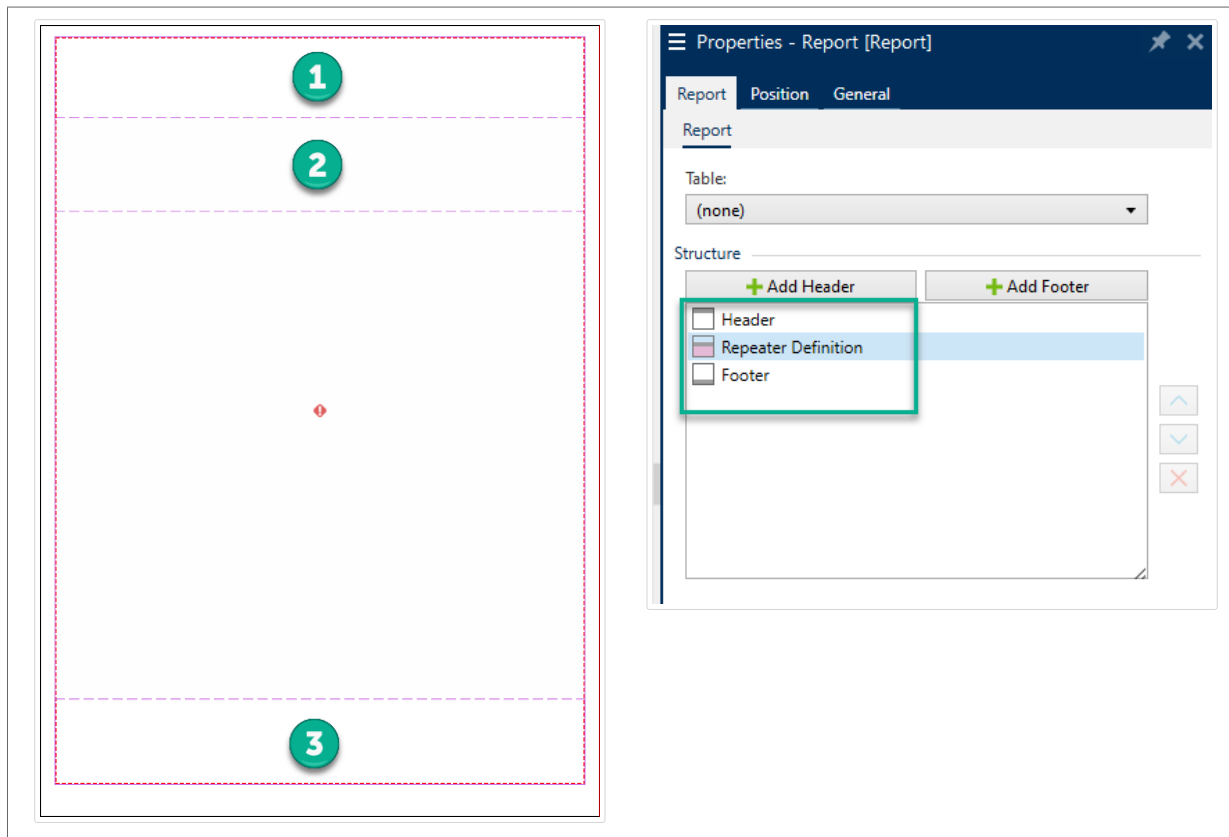 1
2
3
Properties - Report [Report]
Report Position General
Report
Table:
(none)
Structure
Add Header Add Footer
Header
Repeater Definition
Footer